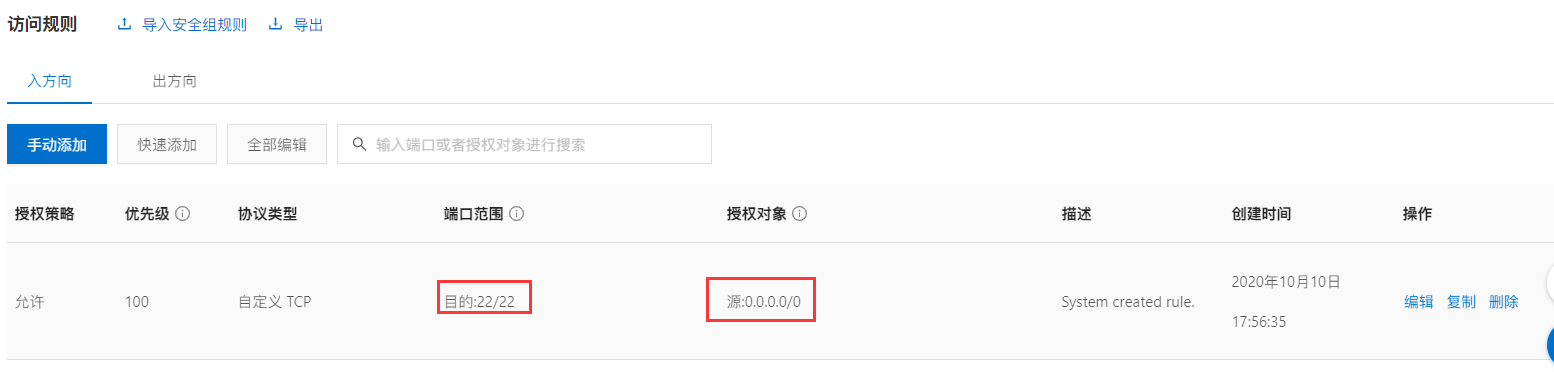 访问规则 导入安全组规则 导出
入方向 出方向
手动添加 快速添加 全部编辑 输入端口或者授权对象进行搜索
授权策略 优先级 协议类型 端口范围 授权对象 描述 创建时间 操作
允许 100 自定义 TCP 目的:22/22 源:0.0.0.0/0 System created rule. 2020年10月10日 编辑 复制 删除
17:56:35